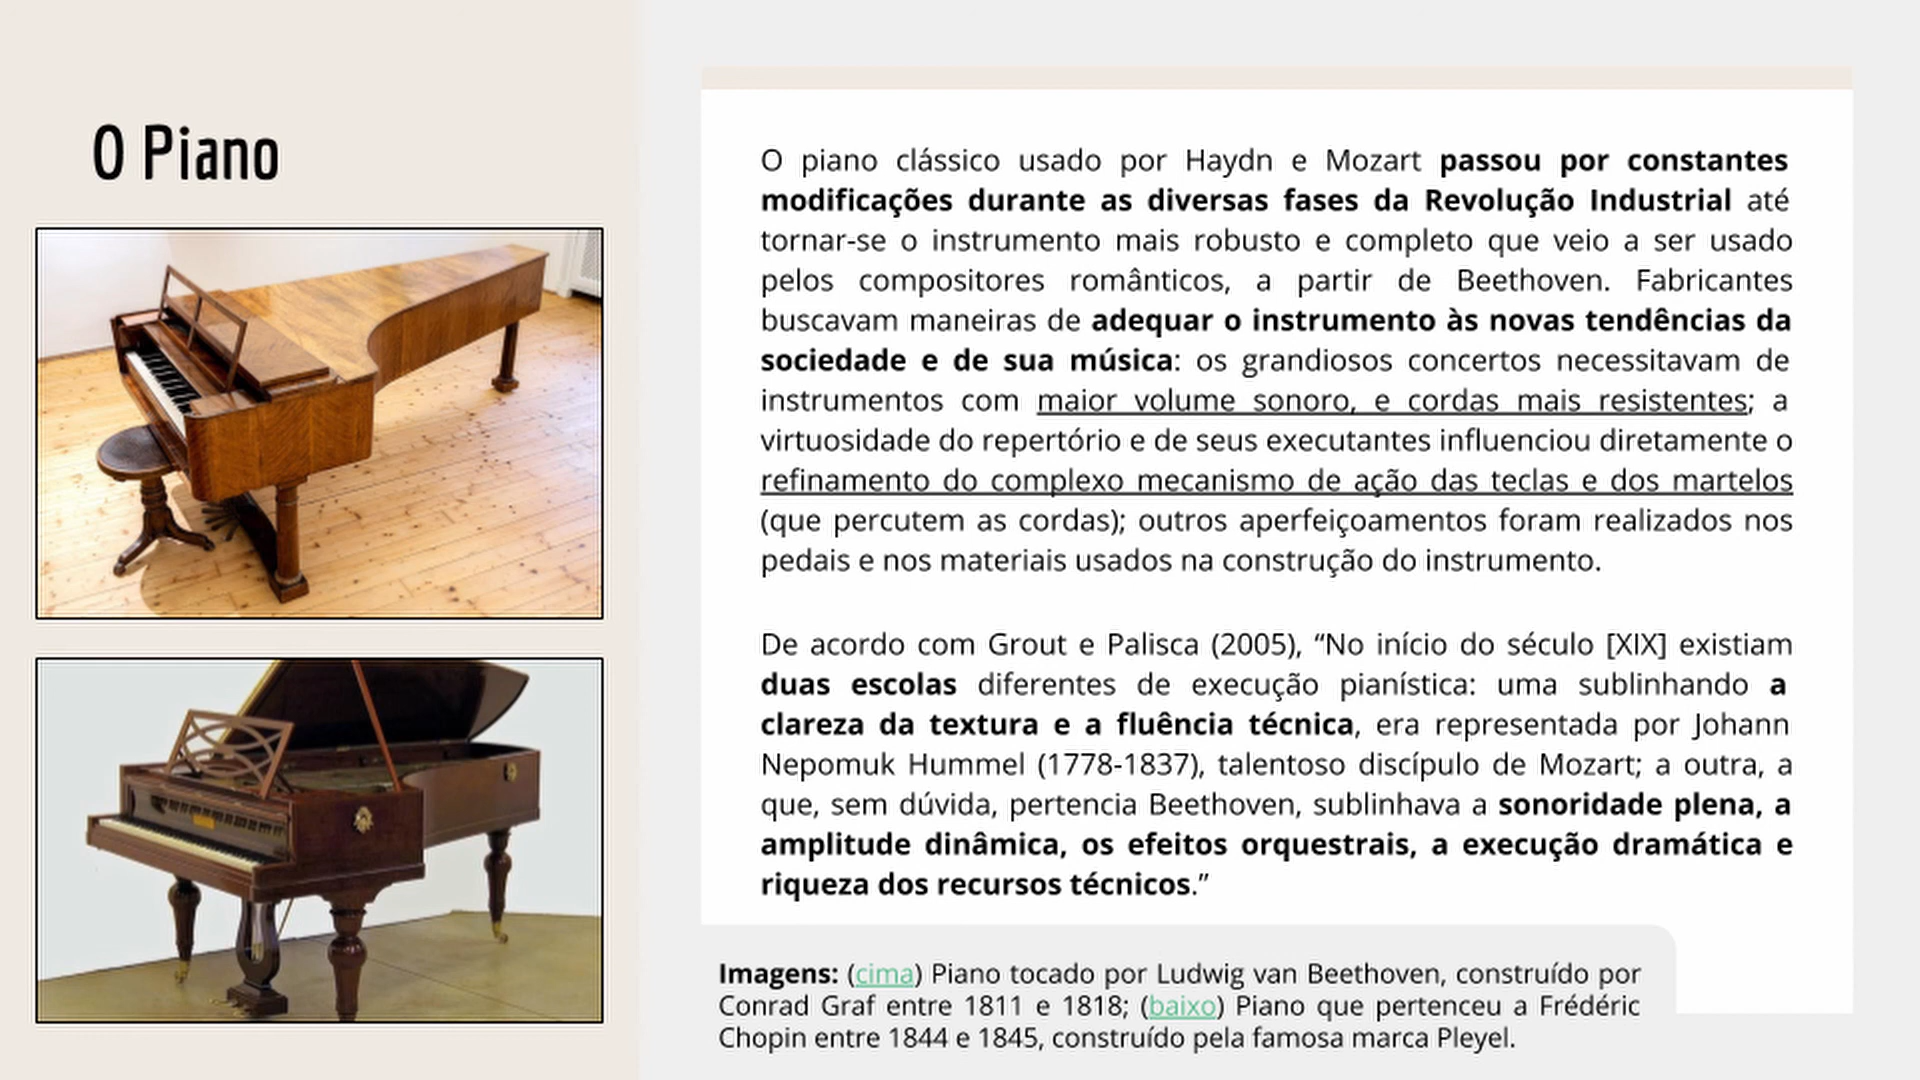 O Piano
O piano clássico usado por Haydn e Mozart passou por constantes
modificações durante as diversas fases da Revolução Industrial até
tornar-se o instrumento mais robusto e completo que veio a ser usado
pelos compositores românticos, a partir de Beethoven. Fabricantes
buscavam maneiras de adequar o instrumento às novas tendências da
sociedade e de sua música: os grandiosos concertos necessitavam de
instrumentos com maior volume sonoro, e cordas mais resistentes; a
virtuosidade do repertório e de seus executantes influenciou diretamente o
refinamento do complexo mecanismo de ação das teclas e dos martelos
(que percutem as cordas); outros aperfeiçoamentos foram realizados nos
pedais e nos materiais usados na construção do instrumento.
De acordo com Grout e Palisca (2005), “No início do século [XIX] existiam
duas escolas diferentes de execução pianística: uma sublinhando a
clareza da textura e a fluência técnica, era representada por Johann
Nepomuk Hummel (1778-1837), talentoso discípulo de Mozart; a outra, a
que, sem dúvida, pertencia Beethoven, sublinhava a sonoridade plena, a
amplitude dinâmica, os efeitos orquestrais, a execução dramática e
riqueza dos recursos técnicos.”
Imagens: (cima) Piano tocado por Ludwig van Beethoven, construído por
Conrad Graf entre 1811 e 1818; (baixo) Piano que pertenceu a Frédéric
Chopin entre 1844 e 1845, construído pela famosa marca Pleyel.